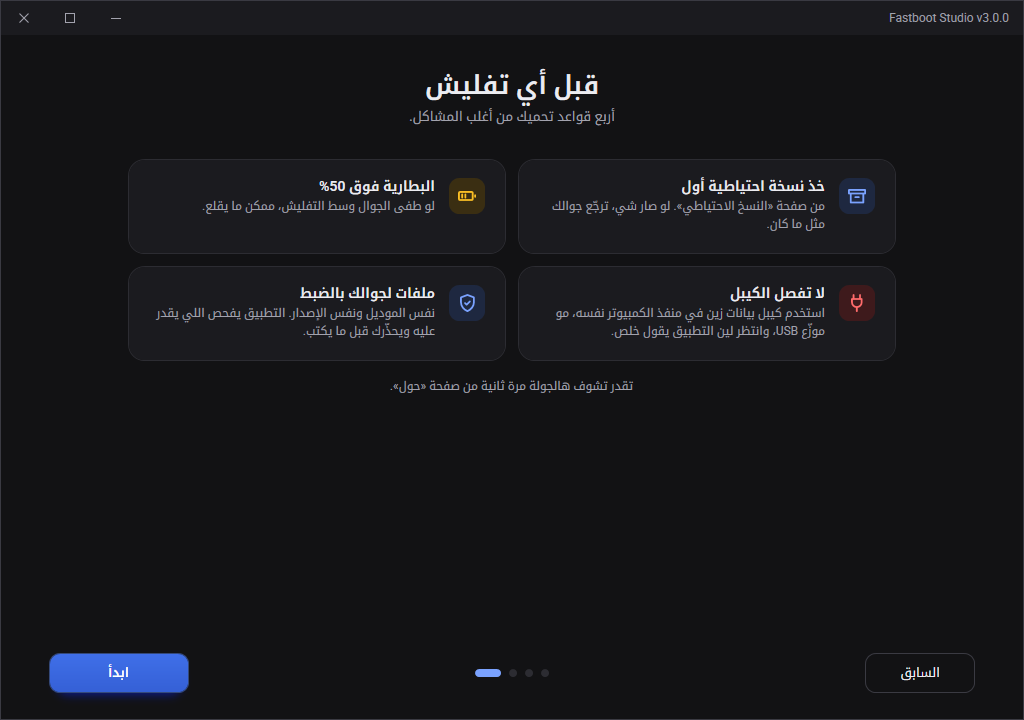 Fastboot Studio v3.0.0
قبل أي تفليش
أربع قواعد تحميك من أغلب المشاكل.
خذ نسخة احتياطية أول
من صفحة «النسخ الاحتياطي». لو صار شي، ترجّع جوالك
مثل ما كان.
البطارية فوق 50%
لو طفى الجوال وسط التفليش، ممكن ما يقلع.
لا تفصل الكيبل
استخدم كيبل بيانات زين في منفذ الكمبيوتر نفسه، مو
موزّع USB، وانتظر لين التطبيق يقول خلص.
ملفات لجوالك بالضبط
نفس الموديل ونفس الإصدار. التطبيق يفحص اللي يقدر
عليه ويحذّرك قبل ما يكتب.
تقدر تشوف هالجولة مرة ثانية من صفحة «حول».
السابق
ابدأ